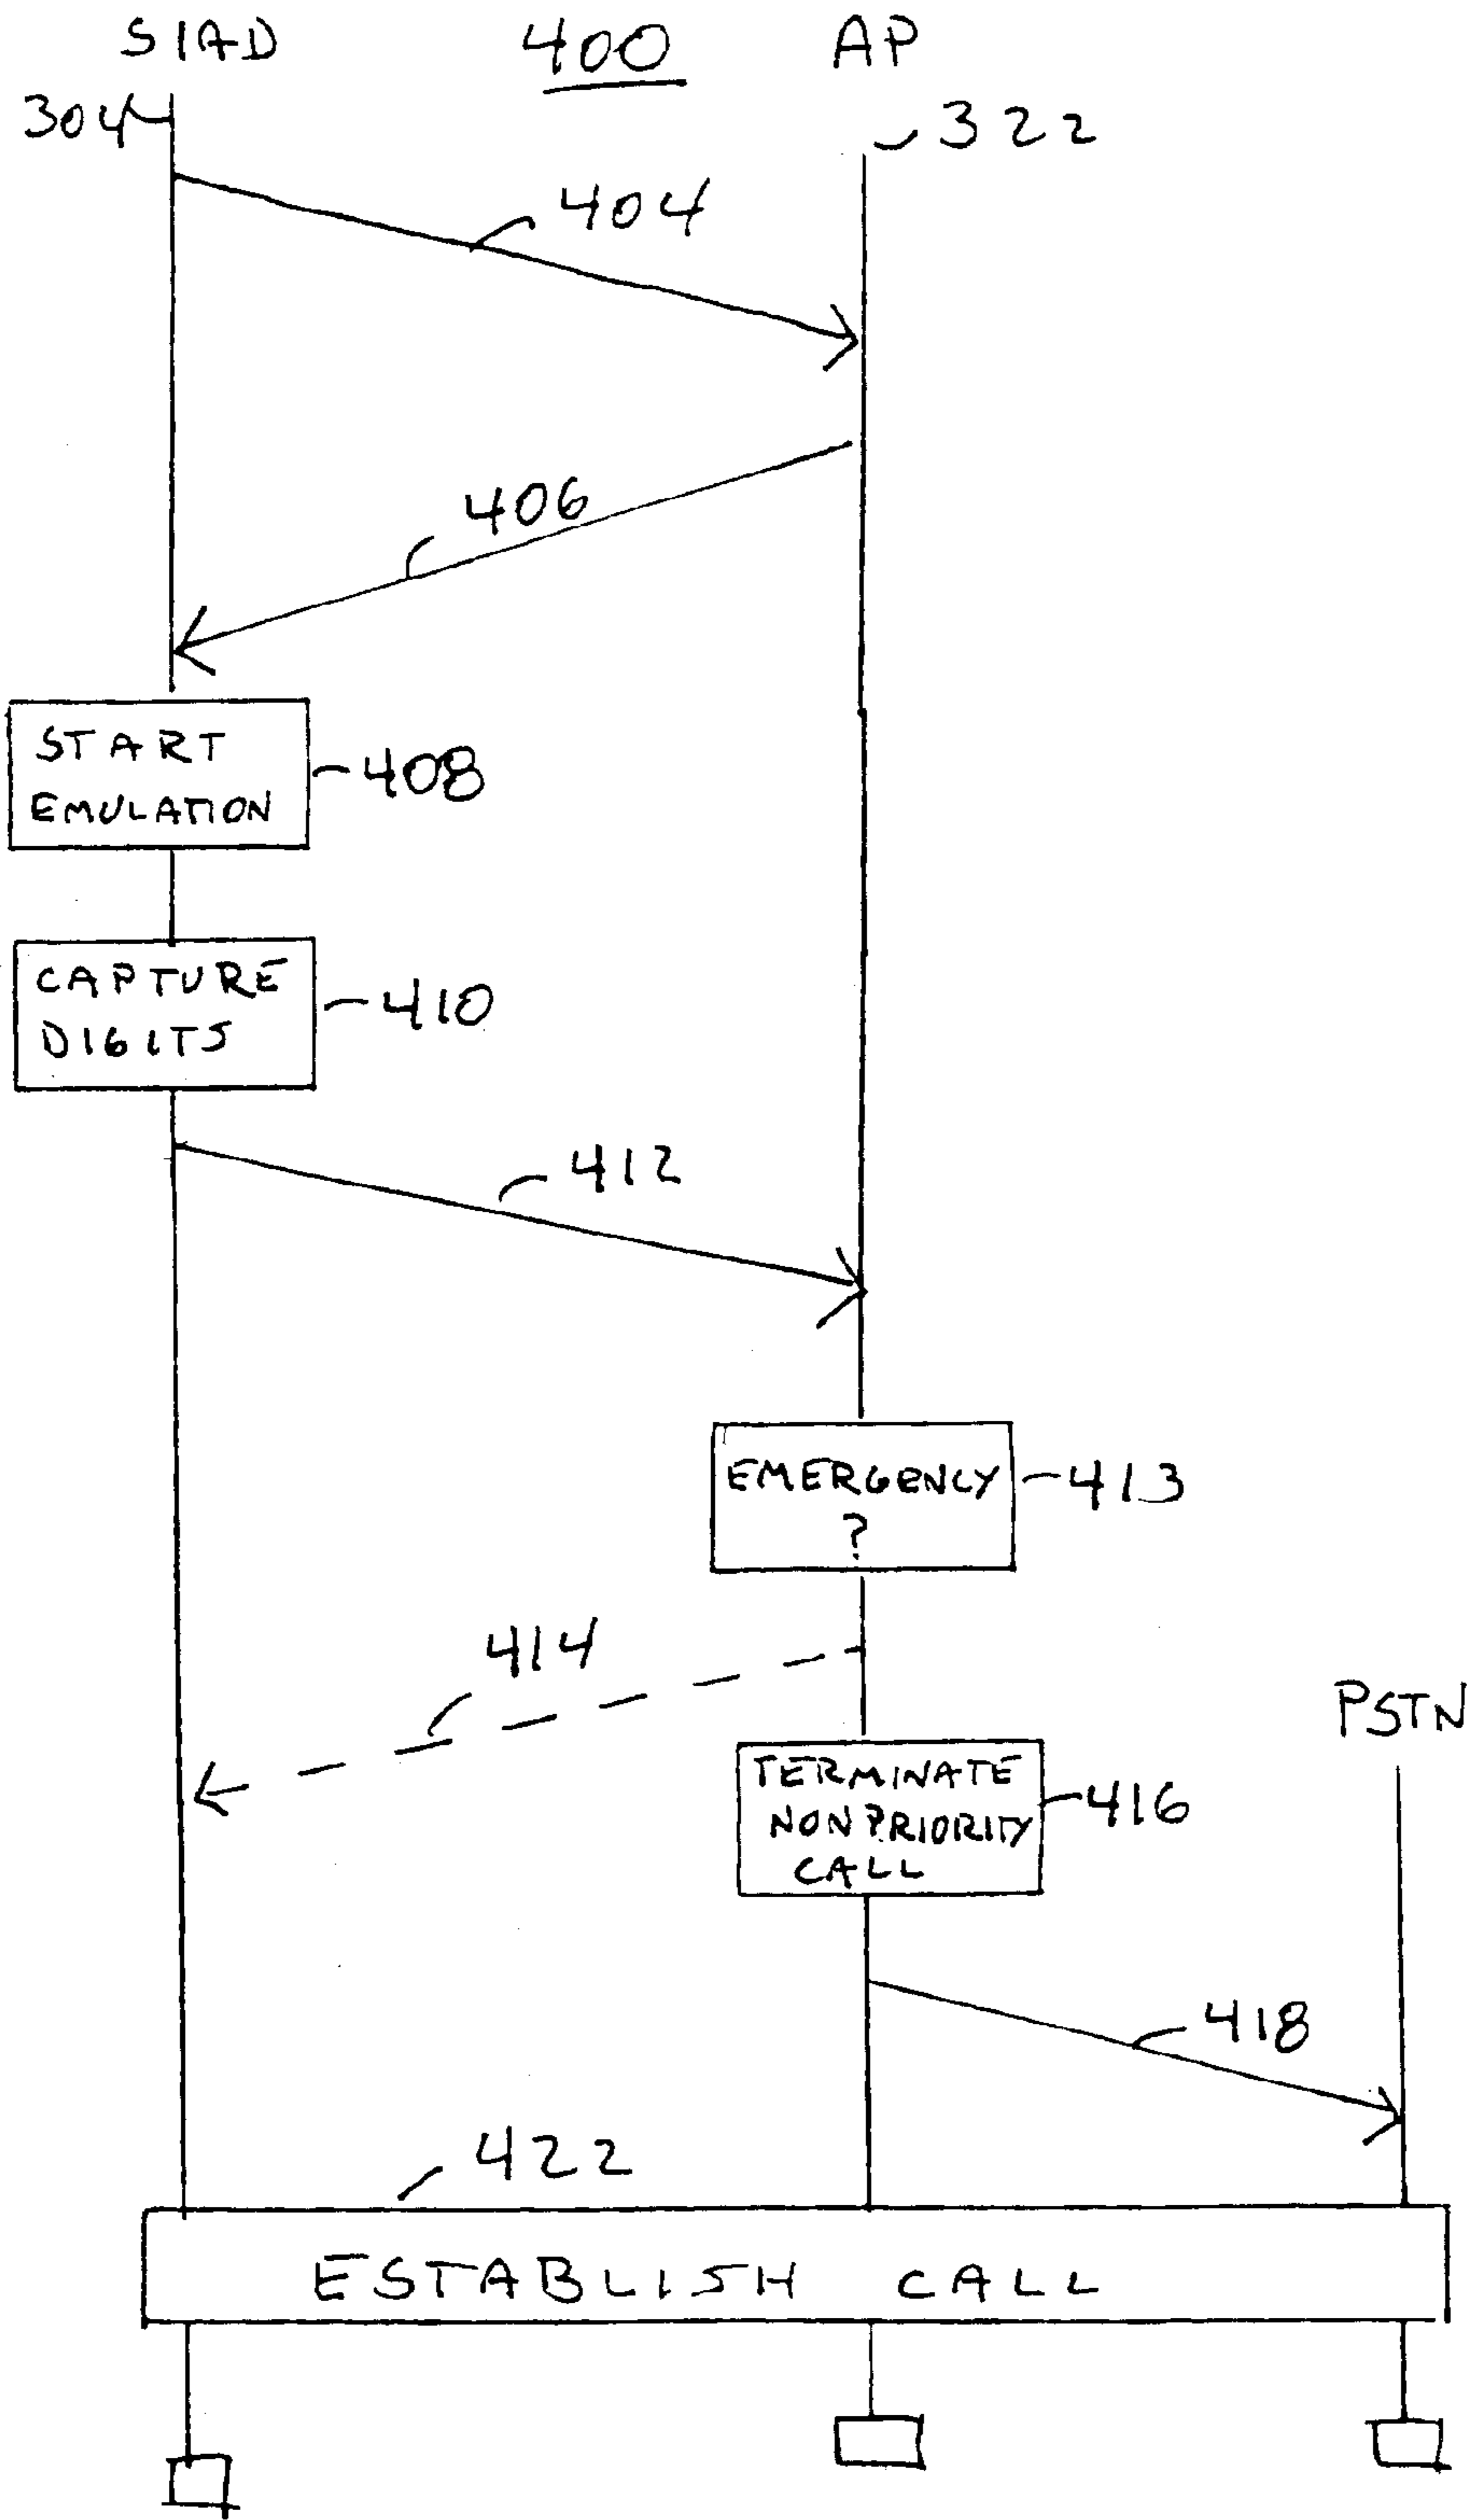 SIAD 400 AP
304
322
404
406
START
EMULATION
408
CAPTURE
DIGITS
410
412
EMERGENCY
?
413
414
PSTN
TERMINATE
NONPRIORITY
CALL
416
418
422
ESTABLISH CALL